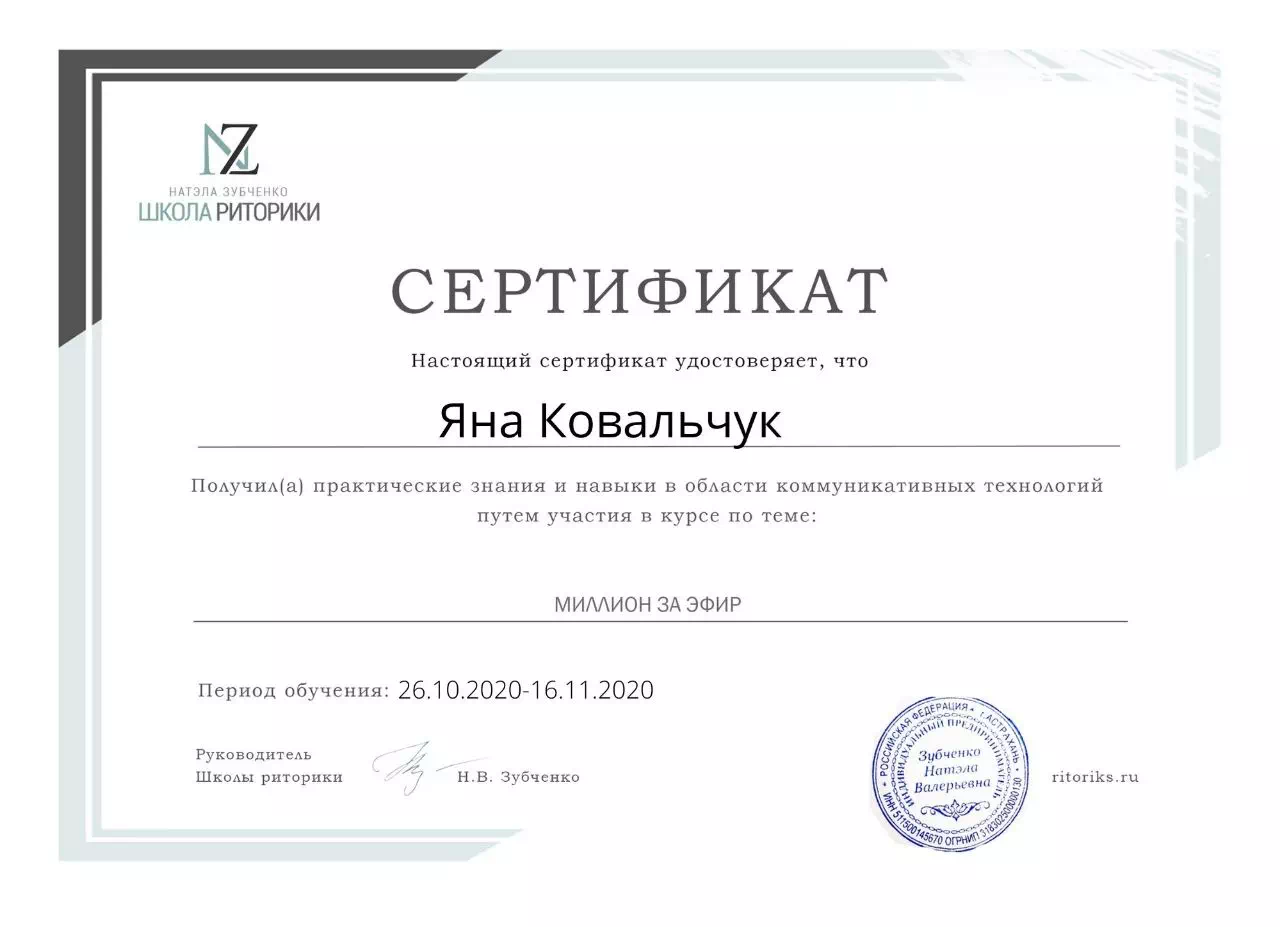 NZ
НАТЭЛА ЗУБЧЕНКО
ШКОЛА РИТОРИКИ
СЕРТИФИКАТ
Настоящий сертификат удостоверяет, что
Яна Ковальчук
Получил(а) практические знания и навыки в области коммуникативных технологий
путем участия в курсе по теме:
МИЛЛИОН ЗА ЭФИР
Период обучения: 26.10.2020-16.11.2020
Руководитель
Школы риторики
Н.В. Зубченко
РОССИЙСКАЯ ФЕДЕРАЦИЯ • г.АСТРАХАНЬ •
ИНДИВИДУАЛЬНЫЙ ПРЕДПРИНИМАТЕЛЬ
Зубченко
Натэла
Валерьевна
ИНН 511500145670 ОГРНИП 318302500000130
ritoriks.ru